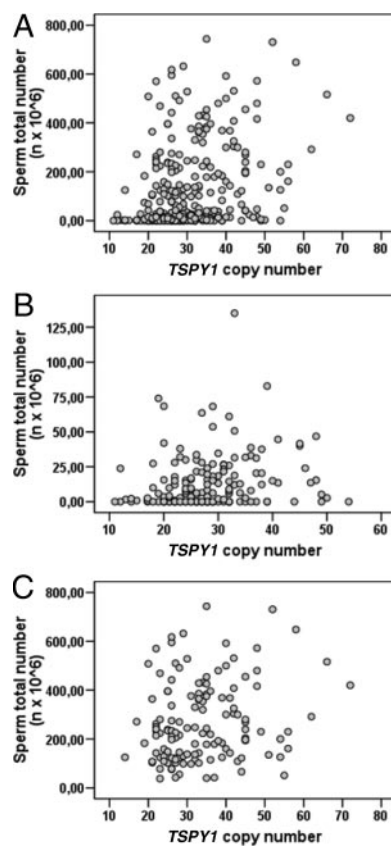 A
800,00
600,00
400,00
200,00
,00
Sperm total number
(n x 10^6)
10 20 30 40 50 60 70 80
TSPY1 copy number
B
125,00
100,00
75,00
50,00
25,00
,00
Sperm total number
(n x 10^6)
10 20 30 40 50 60
TSPY1 copy number
C
800,00
600,00
400,00
200,00
,00
Sperm total number
(n x 10^6)
10 20 30 40 50 60 70 80
TSPY1 copy number